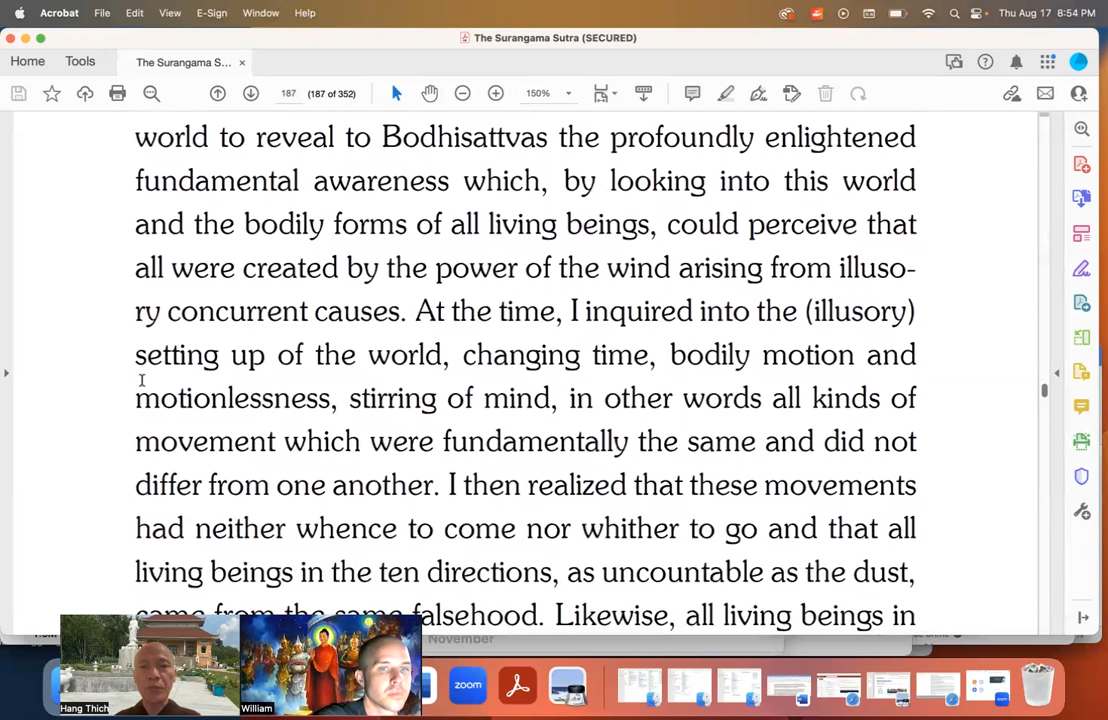 Acrobat File Edit View E-Sign Window Help Thu Aug 17 8:54 PM
The Surangama Sutra (SECURED)
Home Tools The Surangama S... ×
187 (187 of 352) 150%
world to reveal to Bodhisattvas the profoundly enlightened
fundamental awareness which, by looking into this world
and the bodily forms of all living beings, could perceive that
all were created by the power of the wind arising from illuso-
ry concurrent causes. At the time, I inquired into the (illusory)
setting up of the world, changing time, bodily motion and
motionlessness, stirring of mind, in other words all kinds of
movement which were fundamentally the same and did not
differ from one another. I then realized that these movements
had neither whence to come nor whither to go and that all
living beings in the ten directions, as uncountable as the dust,
came from the same falsehood. Likewise, all living beings in
November
zoom
Hang Thich
William